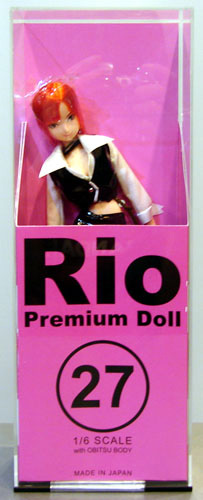 Rio
Premium Doll
27
1/6 SCALE
with OBITSU BODY
MADE IN JAPAN